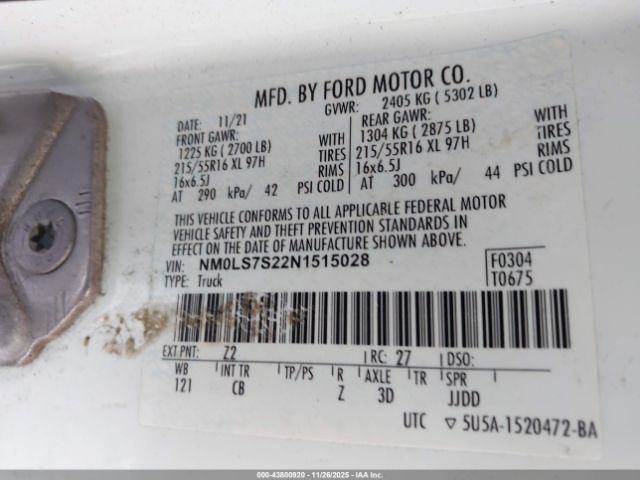 MFD. BY FORD MOTOR CO.
DATE: 11/21 GVWR: 2405 KG ( 5302 LB)
FRONT GAWR: REAR GAWR:
1225 KG ( 2700 LB) WITH 1304 KG ( 2875 LB) WITH
215/55R16 XL 97H TIRES 215/55R16 XL 97H TIRES
16x6.5J RIMS 16x6.5J RIMS
AT 290 kPa/ 42 PSI COLD AT 300 kPa/ 44 PSI COLD
THIS VEHICLE CONFORMS TO ALL APPLICABLE FEDERAL MOTOR
VEHICLE SAFETY AND THEFT PREVENTION STANDARDS IN
EFFECT ON THE DATE OF MANUFACTURE SHOWN ABOVE.
VIN: NM0LS7S22N1515028 F0304
TYPE: Truck T0675
EXT PNT: Z2 RC: 27 DSO:
WB INT TR TP/PS R AXLE TR SPR
121 CB Z 3D JJDD
UTC ▽ 5U5A-1520472-BA
000-43800920 • 11/26/2025 • IAA Inc.